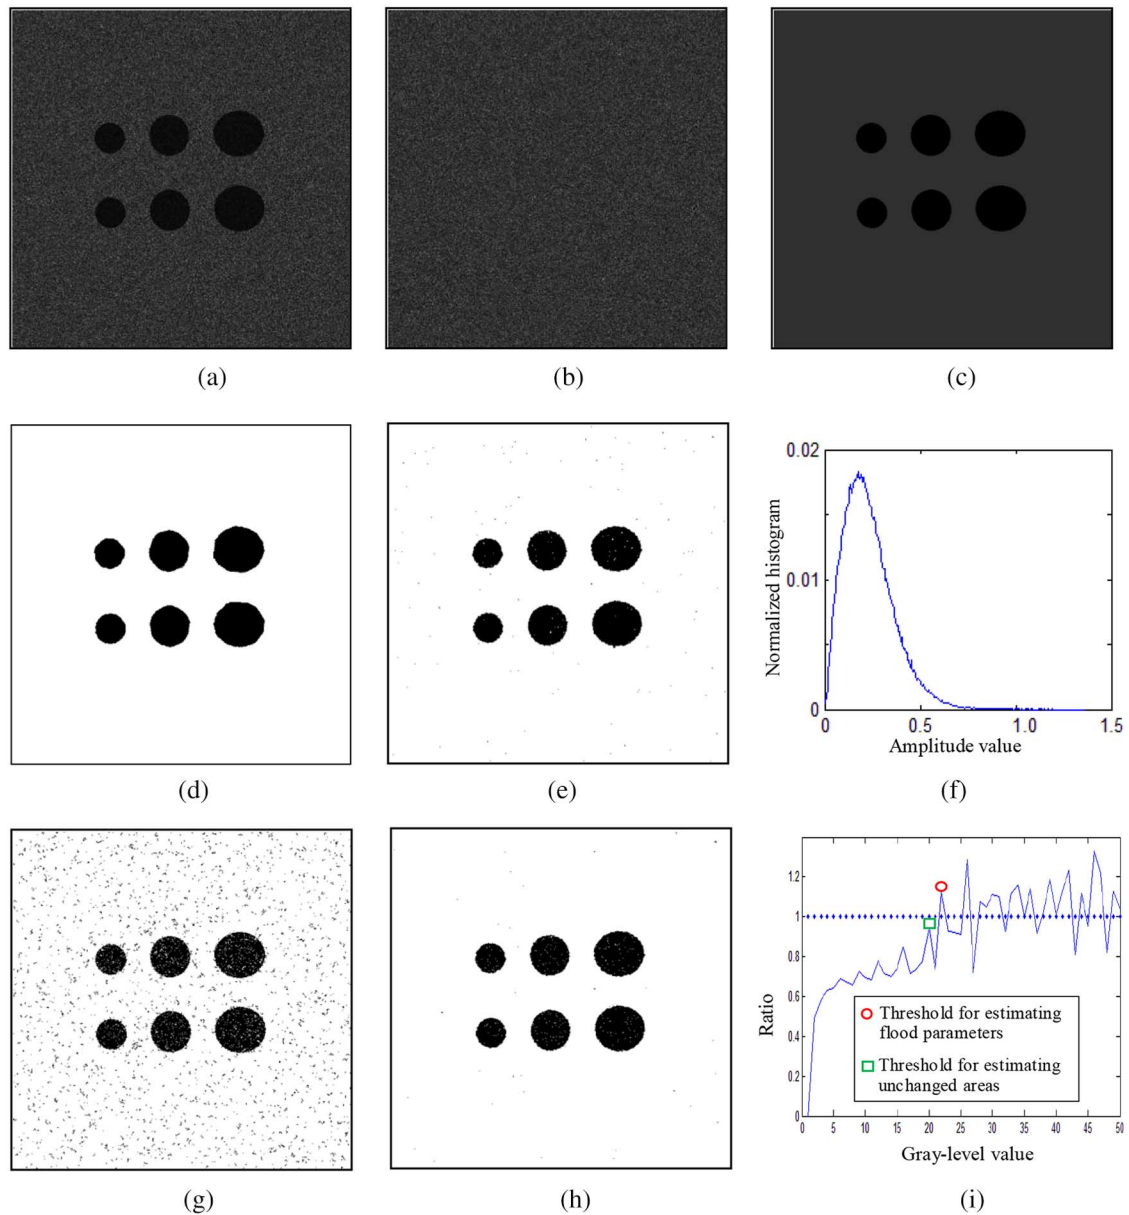 (a)
(b)
(c)
(d)
(e)
0.02
0.01
0
0
0.5
1.0
1.5
Normalized histogram
Amplitude value
(f)
(g)
(h)
1.2
1
0.8
0.6
0.4
0.2
0
0
5
10
15
20
25
30
35
40
45
50
Ratio
Threshold for estimating
flood parameters
Threshold for estimating
unchanged areas
Gray-level value
(i)